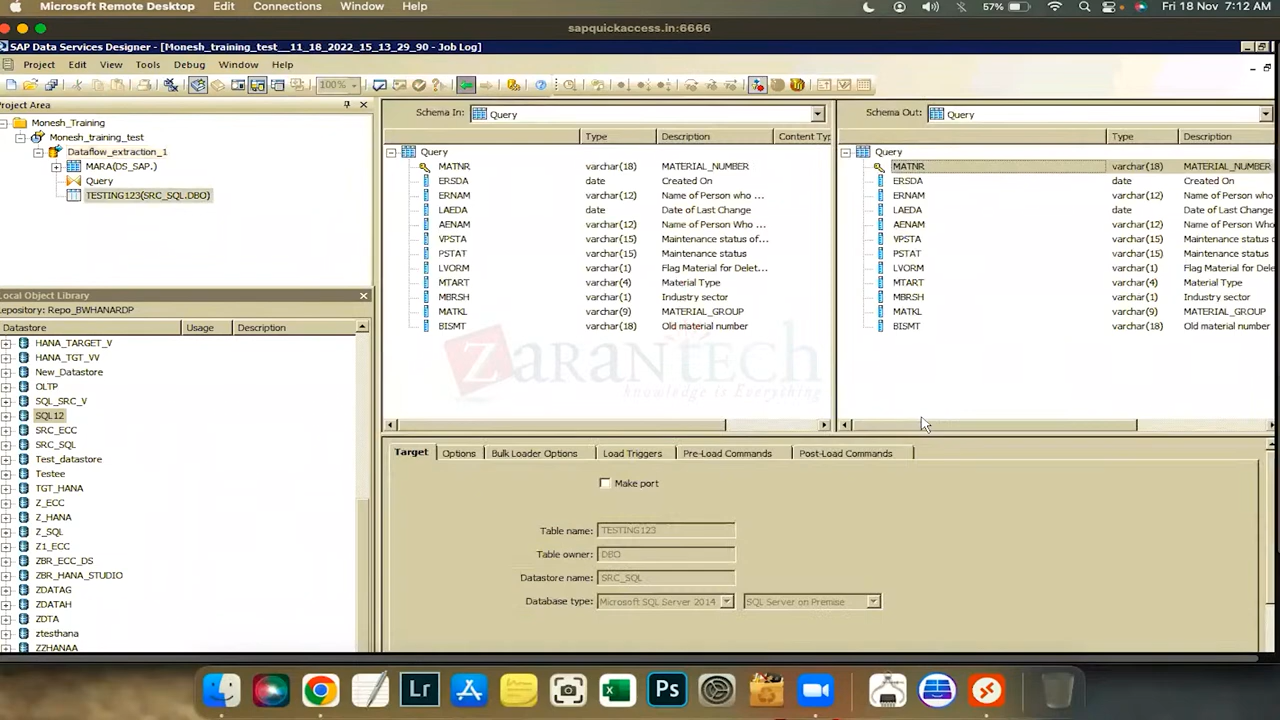 Microsoft Remote Desktop Edit Connections Window Help 57% Fri 18 Nov 7:12 AM
sapquickaccess.in:6666
SAP Data Services Designer - [Monesh_training_test__11_18_2022_15_13_29_90 - Job Log]
Project Edit View Tools Debug Window Help
100%
Project Area
Monesh_Training
Monesh_training_test
Dataflow_extraction_1
MARA(DS_SAP.)
Query
TESTING123(SRC_SQL.DBO)
Local Object Library
Repository: Repo_BWHANARDP
Datastore Usage Description
HANA_TARGET_V
HANA_TGT_VV
New_Datastore
OLTP
SQL_SRC_V
SQL12
SRC_ECC
SRC_SQL
Test_datastore
Testee
TGT_HANA
Z_ECC
Z_HANA
Z_SQL
Z1_ECC
ZBR_ECC_DS
ZBR_HANA_STUDIO
ZDATAG
ZDATAH
ZDTA
ztesthana
ZZHANAA
Schema In: Query
Type Description Content Typ
Query
MATNR varchar(18) MATERIAL_NUMBER
ERSDA date Created On
ERNAM varchar(12) Name of Person who ...
LAEDA date Date of Last Change
AENAM varchar(12) Name of Person Who ...
VPSTA varchar(15) Maintenance status of...
PSTAT varchar(15) Maintenance status
LVORM varchar(1) Flag Material for Delet...
MTART varchar(4) Material Type
MBRSH varchar(1) Industry sector
MATKL varchar(9) MATERIAL_GROUP
BISMT varchar(18) Old material number
Schema Out: Query
Type Description
Query
MATNR varchar(18) MATERIAL_NUMBER
ERSDA date Created On
ERNAM varchar(12) Name of Person who
LAEDA date Date of Last Change
AENAM varchar(12) Name of Person Who
VPSTA varchar(15) Maintenance status
PSTAT varchar(15) Maintenance status
LVORM varchar(1) Flag Material for Del
MTART varchar(4) Material Type
MBRSH varchar(1) Industry sector
MATKL varchar(9) MATERIAL_GROUP
BISMT varchar(18) Old material number
ZaranTech
knowledge is Everything
Target Options Bulk Loader Options Load Triggers Pre-Load Commands Post-Load Commands
Make port
Table name: TESTING123
Table owner: DBO
Datastore name: SRC_SQL
Database type: Microsoft SQL Server 2014 SQL Server on Premise
Lr Ps